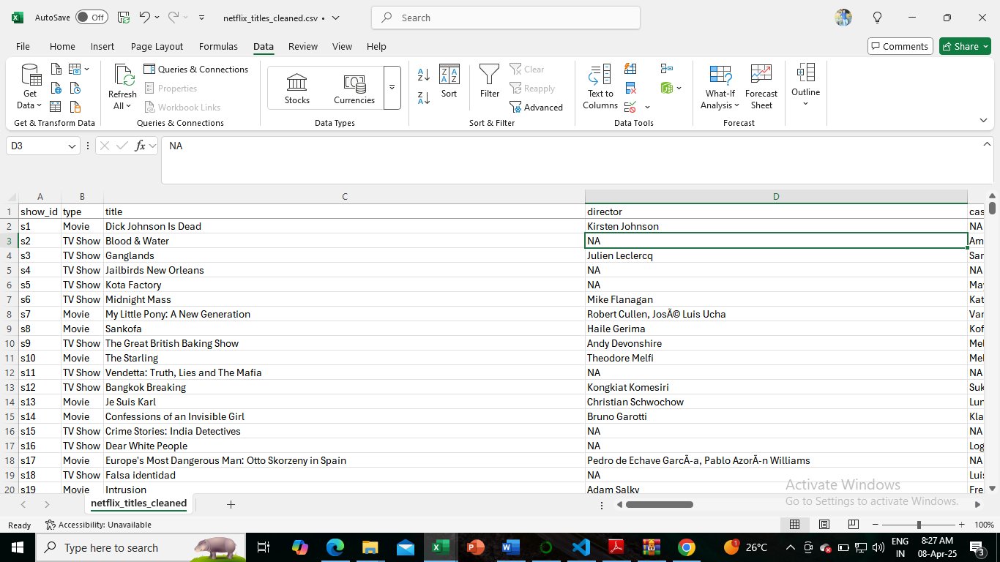 AutoSave Off netflix_titles_cleaned.csv • Search
File Home Insert Page Layout Formulas Data Review View Help Comments Share
Get Data Refresh All Queries & Connections Properties Workbook Links Stocks Currencies Sort Filter Clear Reapply Advanced Text to Columns What-If Analysis Forecast Sheet Outline
Get & Transform Data Queries & Connections Data Types Sort & Filter Data Tools Forecast
D3 fx NA
A B C D
1 show_id type title director cas
2 s1 Movie Dick Johnson Is Dead Kirsten Johnson NA
3 s2 TV Show Blood & Water NA Am
4 s3 TV Show Ganglands Julien Leclercq Sar
5 s4 TV Show Jailbirds New Orleans NA NA
6 s5 TV Show Kota Factory NA May
7 s6 TV Show Midnight Mass Mike Flanagan Kat
8 s7 Movie My Little Pony: A New Generation Robert Cullen, JosÃ© Luis Ucha Van
9 s8 Movie Sankofa Haile Gerima Kof
10 s9 TV Show The Great British Baking Show Andy Devonshire Mel
11 s10 Movie The Starling Theodore Melfi Mel
12 s11 TV Show Vendetta: Truth, Lies and The Mafia NA NA
13 s12 TV Show Bangkok Breaking Kongkiat Komesiri Suk
14 s13 Movie Je Suis Karl Christian Schwochow Lun
15 s14 Movie Confessions of an Invisible Girl Bruno Garotti Kla
16 s15 TV Show Crime Stories: India Detectives NA NA
17 s16 TV Show Dear White People NA Log
18 s17 Movie Europe's Most Dangerous Man: Otto Skorzeny in Spain Pedro de Echave GarcÃ-a, Pablo AzorÃ-n Williams NA
19 s18 TV Show Falsa identidad NA Luis
20 s19 Movie Intrusion Adam Salky Fre
Activate Windows
Go to Settings to activate Windows.
netflix_titles_cleaned
Ready Accessibility: Unavailable 100%
Type here to search 26°C ENG IN 8:27 AM 08-Apr-25 3